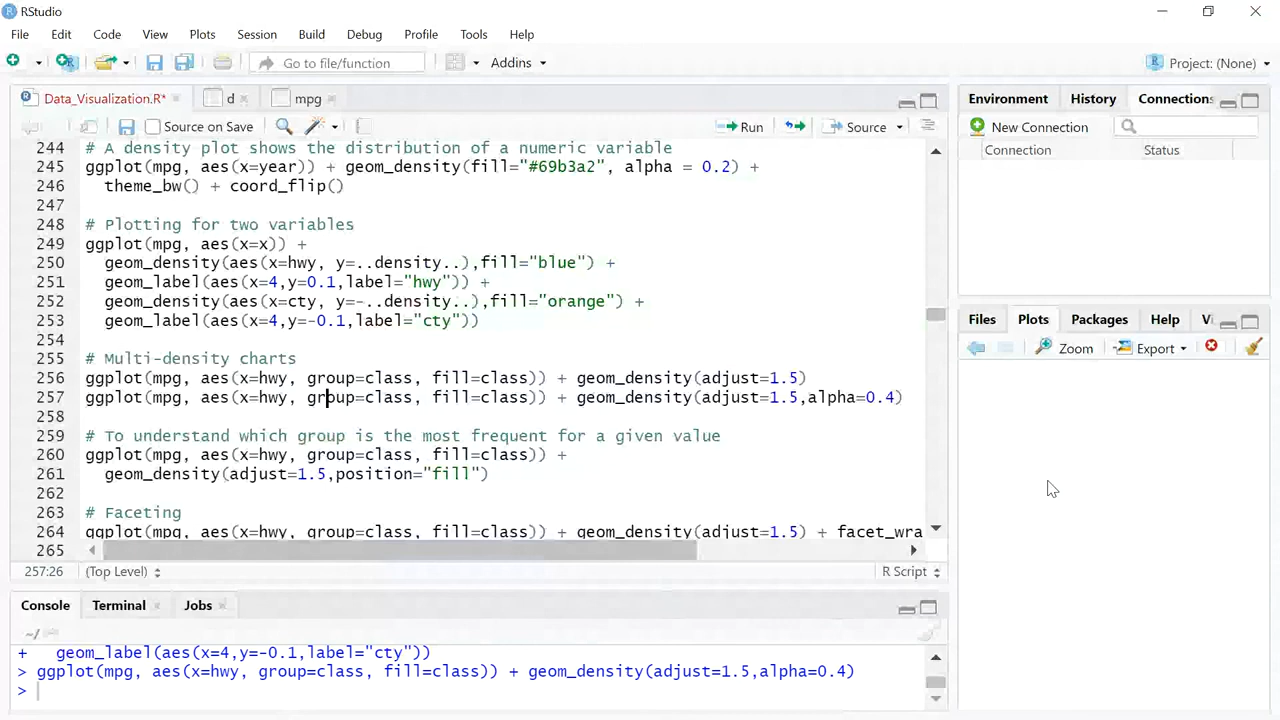 RStudio
File Edit Code View Plots Session Build Debug Profile Tools Help
Go to file/function Addins Project: (None)
Data_Visualization.R* d mpg
Source on Save Run Source
244 # A density plot shows the distribution of a numeric variable
245 ggplot(mpg, aes(x=year)) + geom_density(fill="#69b3a2", alpha = 0.2) +
246 theme_bw() + coord_flip()
247
248 # Plotting for two variables
249 ggplot(mpg, aes(x=x)) +
250 geom_density(aes(x=hwy, y=..density..),fill="blue") +
251 geom_label(aes(x=4,y=0.1,label="hwy")) +
252 geom_density(aes(x=cty, y=-..density..),fill="orange") +
253 geom_label(aes(x=4,y=-0.1,label="cty"))
254
255 # Multi-density charts
256 ggplot(mpg, aes(x=hwy, group=class, fill=class)) + geom_density(adjust=1.5)
257 ggplot(mpg, aes(x=hwy, group=class, fill=class)) + geom_density(adjust=1.5,alpha=0.4)
258
259 # To understand which group is the most frequent for a given value
260 ggplot(mpg, aes(x=hwy, group=class, fill=class)) +
261 geom_density(adjust=1.5,position="fill")
262
263 # Faceting
264 ggplot(mpg, aes(x=hwy, group=class, fill=class)) + geom_density(adjust=1.5) + facet_wra
265
257:26 (Top Level) R Script
Console Terminal Jobs
~/
+ geom_label(aes(x=4,y=-0.1,label="cty"))
> ggplot(mpg, aes(x=hwy, group=class, fill=class)) + geom_density(adjust=1.5,alpha=0.4)
>
Environment History Connections
New Connection
Connection Status
Files Plots Packages Help Vi
Zoom Export